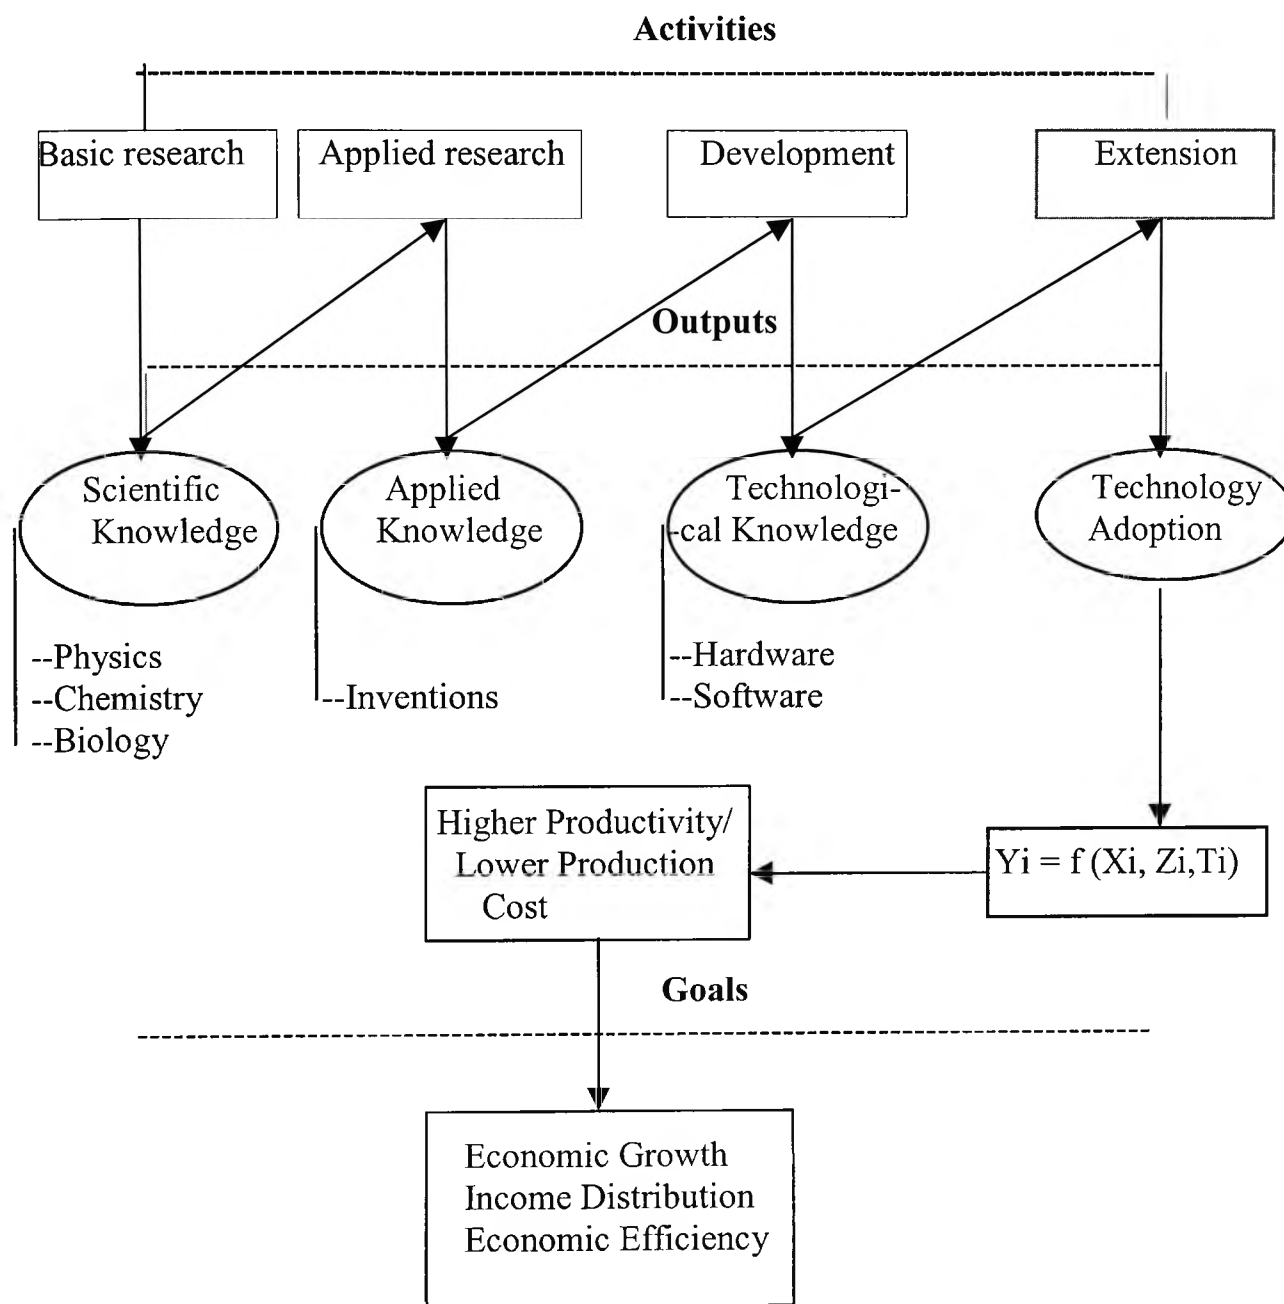 Activities
Basic research
Applied research
Development
Extension
Outputs
Scientific
Knowledge
Applied
Knowledge
Technologi-
-cal Knowledge
Technology
Adoption
--Physics
--Chemistry
--Biology
--Inventions
--Hardware
--Software
Higher Productivity/
Lower Production
Cost
Yi = f (Xi, Zi,Ti)
Goals
Economic Growth
Income Distribution
Economic Efficiency